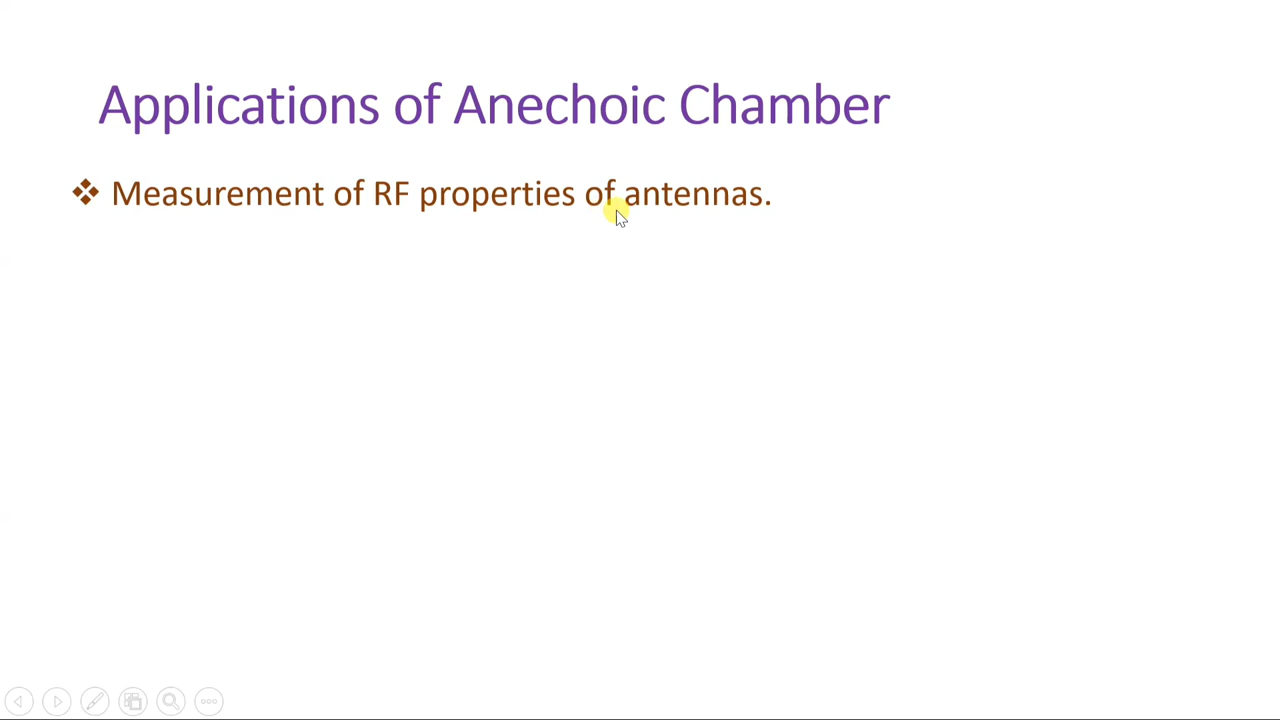 Applications of Anechoic Chamber
❖ Measurement of RF properties of antennas.